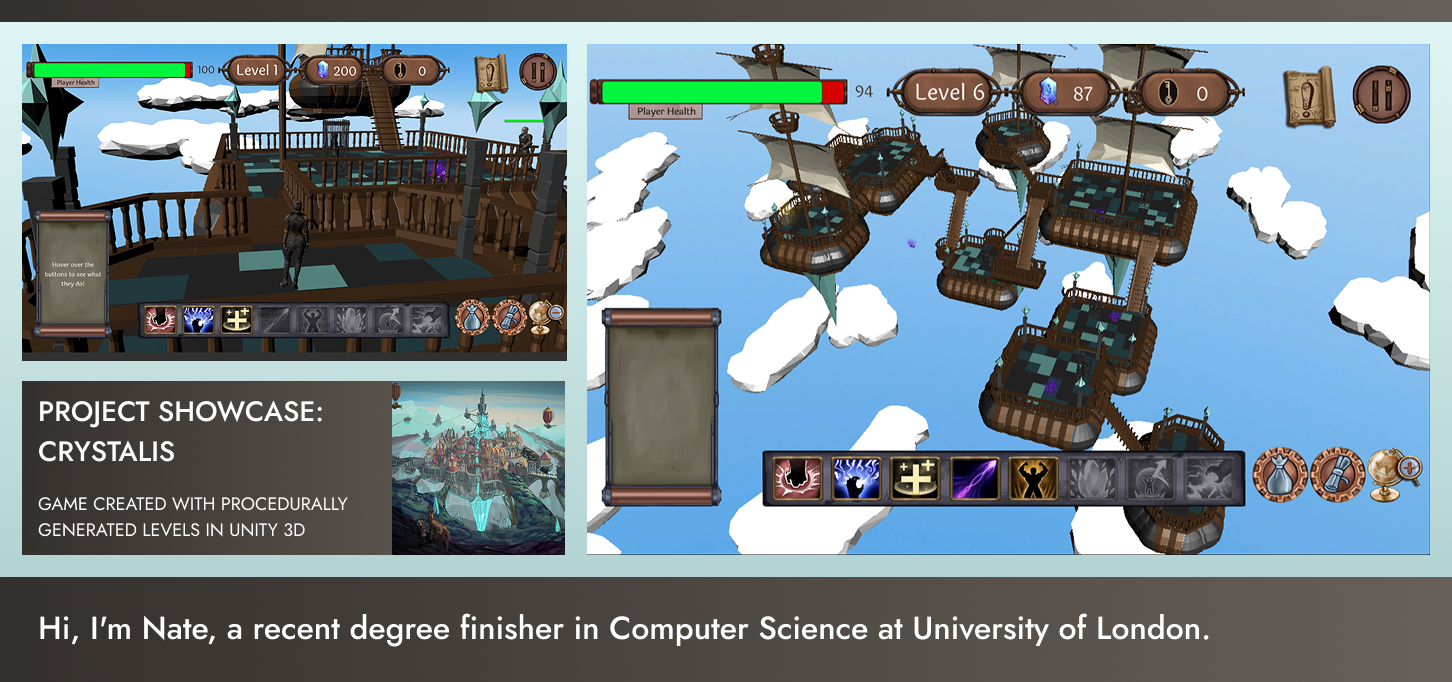 100
Level 1
200
0
Player Health
Hover over the
buttons to see what
they do!
94
Level 6
87
0
Player Health
PROJECT SHOWCASE:
CRYSTALIS
GAME CREATED WITH PROCEDURALLY
GENERATED LEVELS IN UNITY 3D
Hi, I'm Nate, a recent degree finisher in Computer Science at University of London.